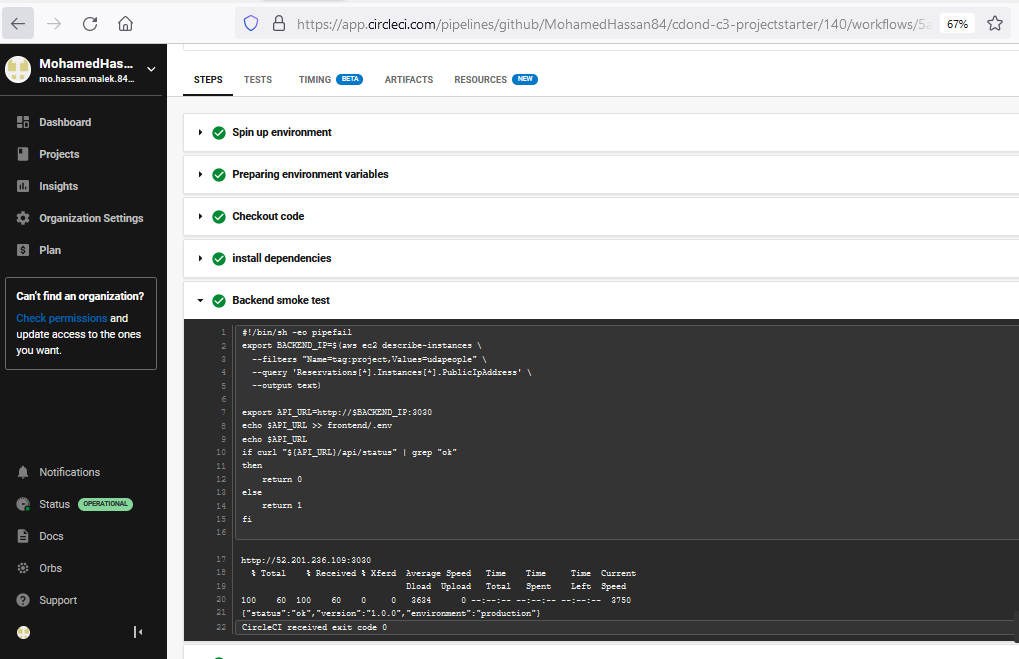 https://app.circleci.com/pipelines/github/MohamedHassan84/cdond-c3-projectstarter/140/workflows/5a
67%
MohamedHas...
mo.hassan.malek.84...
Dashboard
Projects
Insights
Organization Settings
Plan
Can't find an organization?
Check permissions and
update access to the ones
you want.
Notifications
Status OPERATIONAL
Docs
Orbs
Support
STEPS TESTS TIMING BETA ARTIFACTS RESOURCES NEW
Spin up environment
Preparing environment variables
Checkout code
install dependencies
Backend smoke test
1 #!/bin/sh -eo pipefail
2 export BACKEND_IP=$(aws ec2 describe-instances \
3 --filters "Name=tag:project,Values=udapeople" \
4 --query 'Reservations[*].Instances[*].PublicIpAddress' \
5 --output text)
6
7 export API_URL=http://$BACKEND_IP:3030
8 echo $API_URL >> frontend/.env
9 echo $API_URL
10 if curl "${API_URL}/api/status" | grep "ok"
11 then
12 return 0
13 else
14 return 1
15 fi
16
17 http://52.201.236.109:3030
18 % Total % Received % Xferd Average Speed Time Time Time Current
19 Dload Upload Total Spent Left Speed
20 100 60 100 60 0 0 3634 0 --:--:-- --:--:-- --:--:-- 3750
21 {"status":"ok","version":"1.0.0","environment":"production"}
22 CircleCI received exit code 0